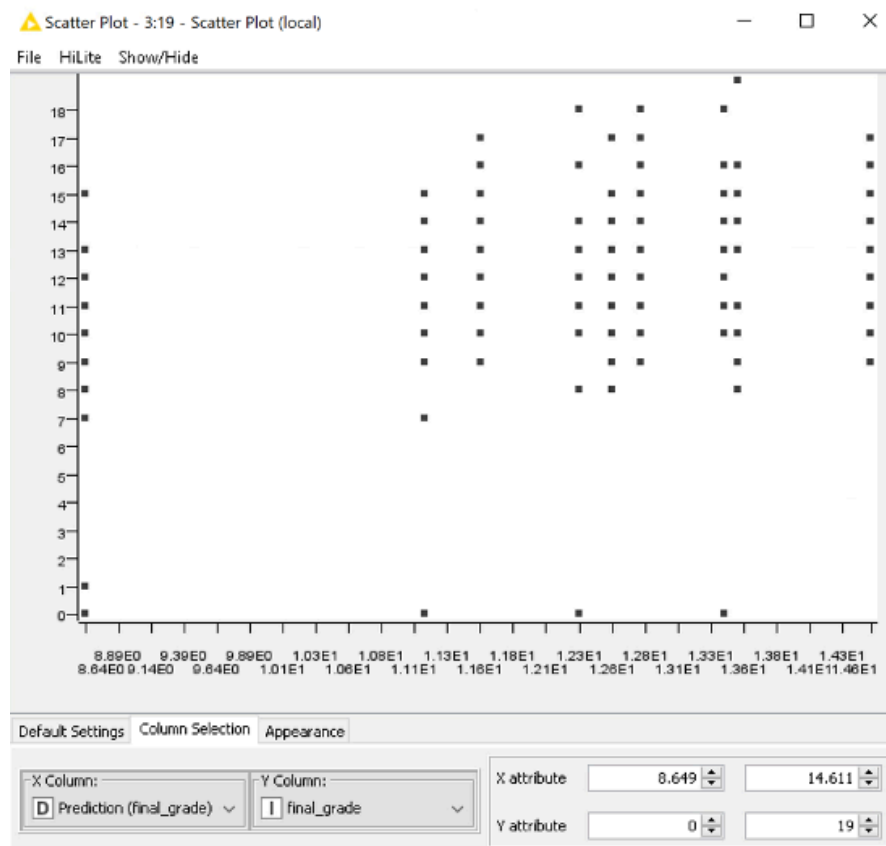 Scatter Plot - 3:19 - Scatter Plot (local)
File HiLite Show/Hide
18
17
16
15
14
13
12
11
10
9
8
7
6
5
4
3
2
1
0
8.89E0 9.39E0 9.89E0 1.03E1 1.08E1 1.13E1 1.18E1 1.23E1 1.28E1 1.33E1 1.38E1 1.43E1
8.64E0 9.14E0 9.64E0 1.01E1 1.06E1 1.11E1 1.16E1 1.21E1 1.26E1 1.31E1 1.36E1 1.41E1 1.46E1
Default Settings Column Selection Appearance
X Column: Y Column:
D Prediction (final_grade) I final_grade
X attribute 8.649 14.611
Y attribute 0 19